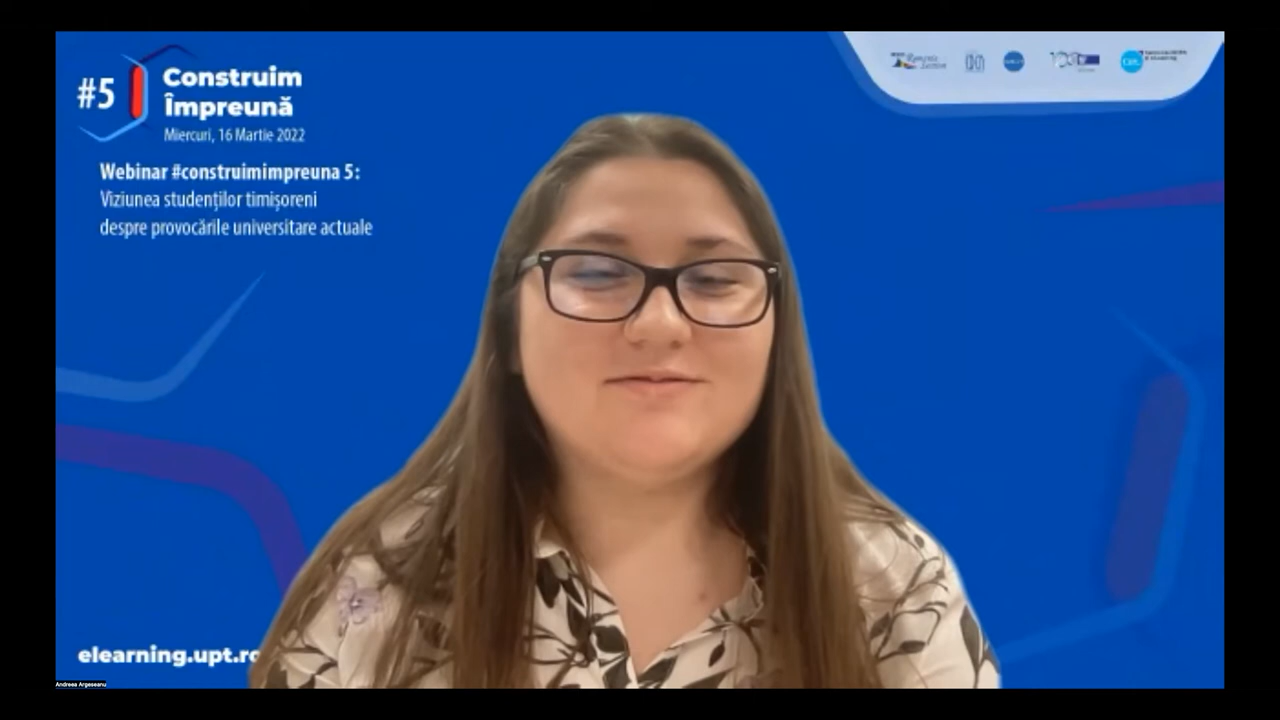 #5
Construim
Împreună
Miercuri, 16 Martie 2022
Webinar #construimimpreuna 5:
Viziunea studenților timișoreni
despre provocările universitare actuale
elearning.upt.ro
Andreea Argeseanu